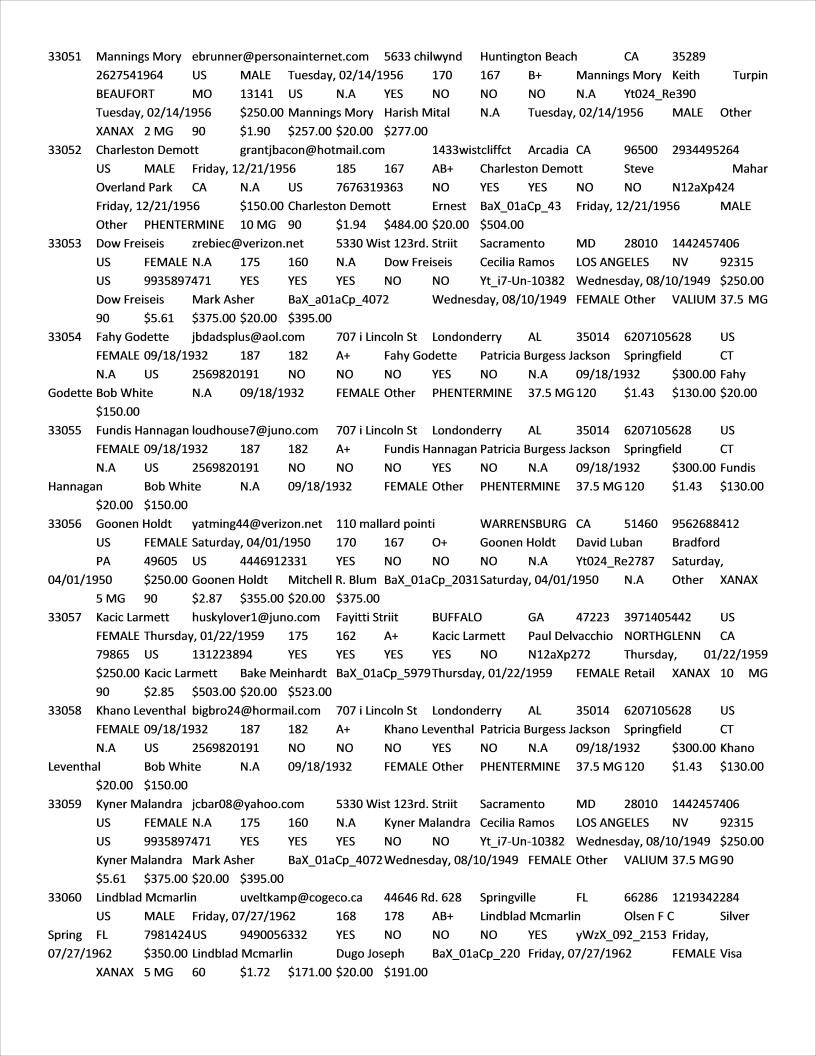 33051 Mannings Mory ebrunner@personainternet.com 5633 chilwynd Huntington Beach CA 35289
2627541964 US MALE Tuesday, 02/14/1956 170 167 B+ Mannings Mory Keith Turpin
BEAUFORT MO 13141 US N.A YES NO NO NO N.A Yt024_Re390
Tuesday, 02/14/1956 $250.00 Mannings Mory Harish Mital N.A Tuesday, 02/14/1956 MALE Other
XANAX 2 MG 90 $1.90 $257.00 $20.00 $277.00
33052 Charleston Demott grantjbacon@hotmail.com 1433wistcliffct Arcadia CA 96500 2934495264
US MALE Friday, 12/21/1956 185 167 AB+ Charleston Demott Steve Mahar
Overland Park CA N.A US 7676319363 NO YES YES NO NO N12aXp424
Friday, 12/21/1956 $150.00 Charleston Demott Ernest BaX_01aCp_43 Friday, 12/21/1956 MALE
Other PHENTERMINE 10 MG 90 $1.94 $484.00 $20.00 $504.00
33053 Dow Freiseis zrebiec@verizon.net 5330 Wist 123rd. Striit Sacramento MD 28010 1442457406
US FEMALE N.A 175 160 N.A Dow Freiseis Cecilia Ramos LOS ANGELES NV 92315
US 9935897471 YES YES YES NO NO Yt_i7-Un-10382 Wednesday, 08/10/1949 $250.00
Dow Freiseis Mark Asher BaX_a01aCp_4072 Wednesday, 08/10/1949 FEMALE Other VALIUM 37.5 MG
90 $5.61 $375.00 $20.00 $395.00
33054 Fahy Godette jbdadsplus@aol.com 707 i Lincoln St Londonderry AL 35014 6207105628 US
FEMALE 09/18/1932 187 182 A+ Fahy Godette Patricia Burgess Jackson Springfield CT
N.A US 2569820191 NO NO NO YES NO N.A 09/18/1932 $300.00 Fahy
Godette Bob White N.A 09/18/1932 FEMALE Other PHENTERMINE 37.5 MG 120 $1.43 $130.00 $20.00
$150.00
33055 Fundis Hannagan loudhouse7@juno.com 707 i Lincoln St Londonderry AL 35014 6207105628 US
FEMALE 09/18/1932 187 182 A+ Fundis Hannagan Patricia Burgess Jackson Springfield CT
N.A US 2569820191 NO NO NO YES NO N.A 09/18/1932 $300.00 Fundis
Hannagan Bob White N.A 09/18/1932 FEMALE Other PHENTERMINE 37.5 MG 120 $1.43 $130.00
$20.00 $150.00
33056 Goonen Holdt yatming44@verizon.net 110 mallard pointi WARRENSBURG CA 51460 9562688412
US FEMALE Saturday, 04/01/1950 170 167 O+ Goonen Holdt David Luban Bradford
PA 49605 US 4446912331 YES NO NO NO N.A Yt024_Re2787 Saturday,
04/01/1950 $250.00 Goonen Holdt Mitchell R. Blum BaX_01aCp_2031 Saturday, 04/01/1950 N.A Other XANAX
5 MG 90 $2.87 $355.00 $20.00 $375.00
33057 Kacic Larmett huskylover1@juno.com Fayitti Striit BUFFALO GA 47223 3971405442 US
FEMALE Thursday, 01/22/1959 175 162 A+ Kacic Larmett Paul Delvacchio NORTHGLENN CA
79865 US 131223894 YES YES YES YES NO N12aXp272 Thursday, 01/22/1959
$250.00 Kacic Larmett Bake Meinhardt BaX_01aCp_5979 Thursday, 01/22/1959 FEMALE Retail XANAX 10 MG
90 $2.85 $503.00 $20.00 $523.00
33058 Khano Leventhal bigbro24@hormail.com 707 i Lincoln St Londonderry AL 35014 6207105628 US
FEMALE 09/18/1932 187 182 A+ Khano Leventhal Patricia Burgess Jackson Springfield CT
N.A US 2569820191 NO NO NO YES NO N.A 09/18/1932 $300.00 Khano
Leventhal Bob White N.A 09/18/1932 FEMALE Other PHENTERMINE 37.5 MG 120 $1.43 $130.00
$20.00 $150.00
33059 Kyner Malandra jcbar08@yahoo.com 5330 Wist 123rd. Striit Sacramento MD 28010 1442457406
US FEMALE N.A 175 160 N.A Kyner Malandra Cecilia Ramos LOS ANGELES NV 92315
US 9935897471 YES YES YES NO NO Yt_i7-Un-10382 Wednesday, 08/10/1949 $250.00
Kyner Malandra Mark Asher BaX_01aCp_4072 Wednesday, 08/10/1949 FEMALE Other VALIUM 37.5 MG 90
$5.61 $375.00 $20.00 $395.00
33060 Lindblad Mcmarlin uveltkamp@cogeco.ca 44646 Rd. 628 Springville FL 66286 1219342284
US MALE Friday, 07/27/1962 168 178 AB+ Lindblad Mcmarlin Olsen F C Silver
Spring FL 7981424 US 9490056332 YES NO NO NO YES yWzX_092_2153 Friday,
07/27/1962 $350.00 Lindblad Mcmarlin Dugo Joseph BaX_01aCp_220 Friday, 07/27/1962 FEMALE Visa
XANAX 5 MG 60 $1.72 $171.00 $20.00 $191.00